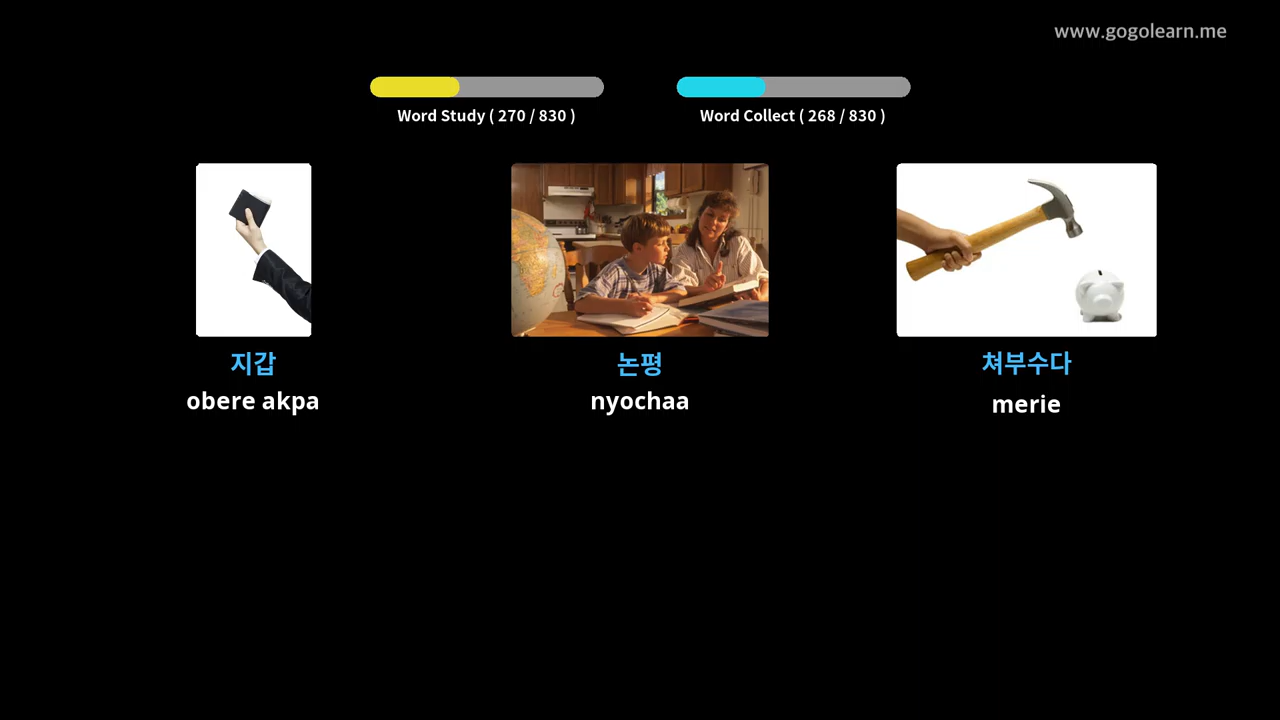 www.gogolearn.me
Word Study ( 270 / 830 )
Word Collect ( 268 / 830 )
지갑
obere akpa
논평
nyochaa
쳐부수다
merie